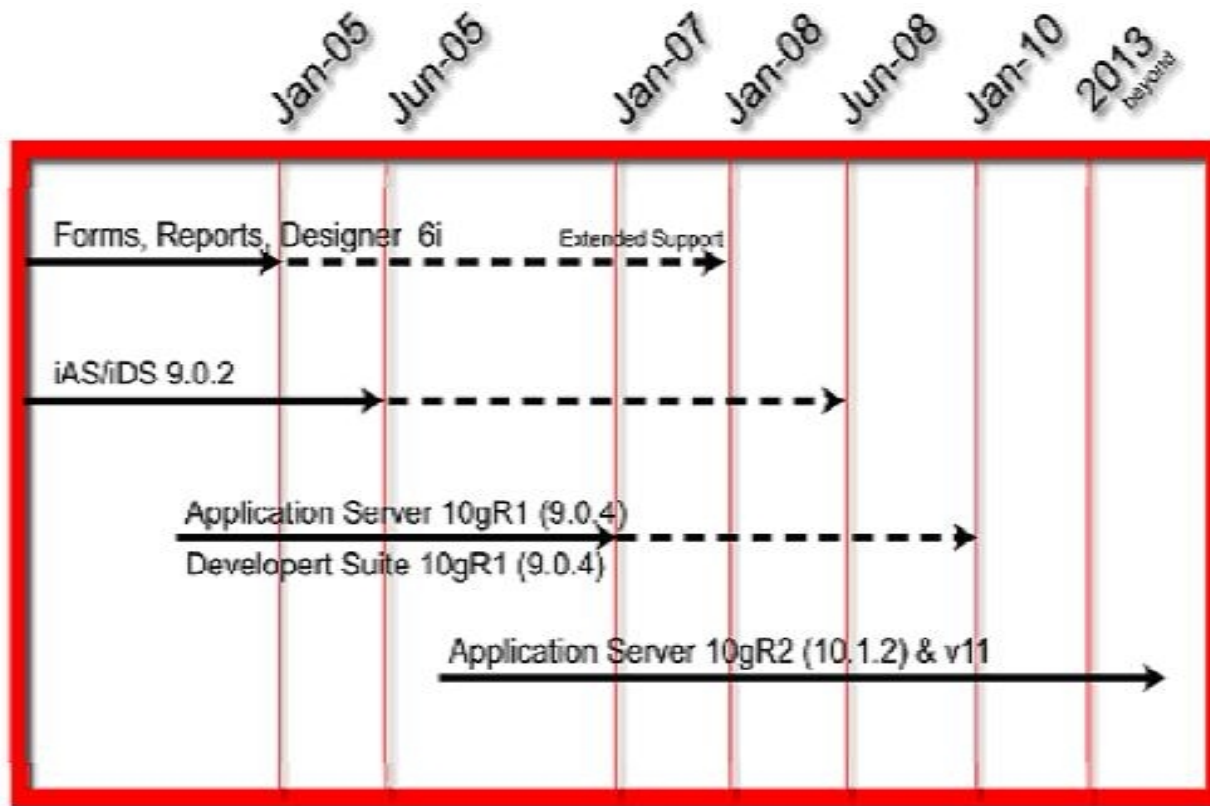 Jan-05
Jun-05
Jan-07
Jan-08
Jun-08
Jan-10
2013
beyond
Forms, Reports, Designer 6i
Extended Support
iAS/iDS 9.0.2
Application Server 10gR1 (9.0.4)
Developert Suite 10gR1 (9.0.4)
Application Server 10gR2 (10.1.2) & v11